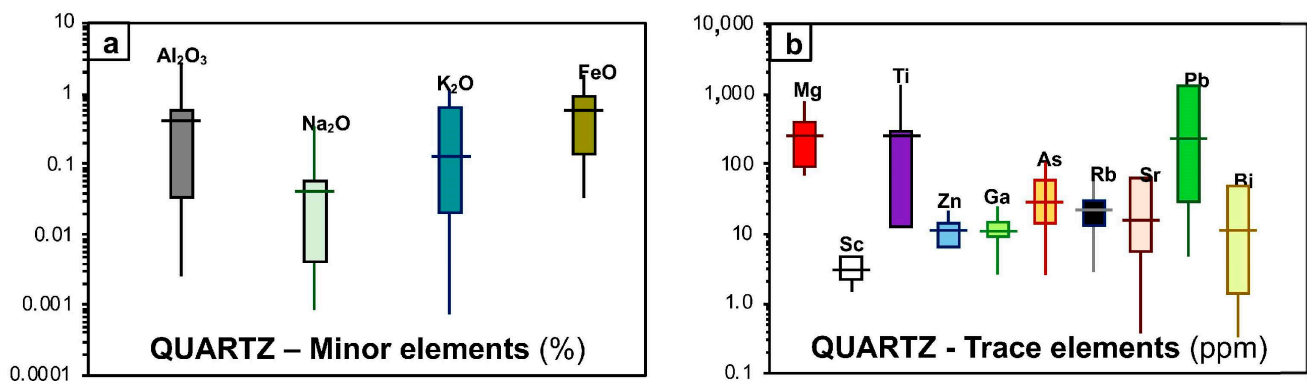 10
1
0.1
0.01
0.001
0.0001
a
Al₂O₃
Na₂O
K₂O
FeO
QUARTZ – Minor elements (%)
10,000
1,000
100
10
1.0
0.1
b
Mg
Sc
Ti
Zn
Ga
As
Rb
Sr
Pb
Bi
QUARTZ - Trace elements (ppm)